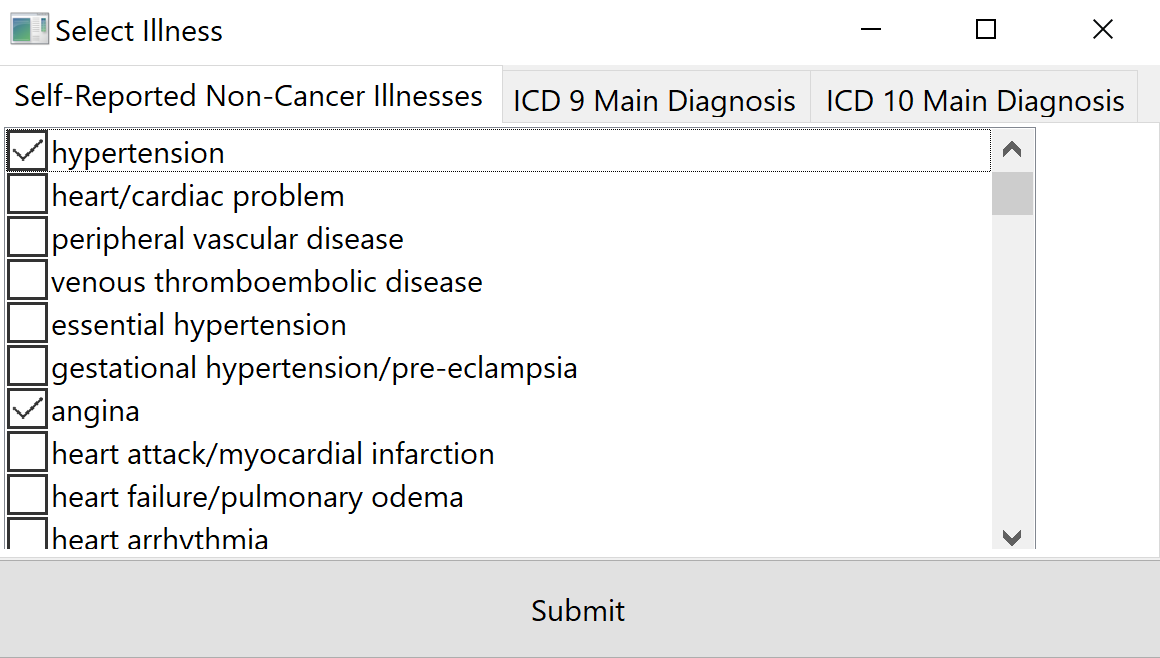 Select Illness
Self-Reported Non-Cancer Illnesses ICD 9 Main Diagnosis ICD 10 Main Diagnosis
hypertension
heart/cardiac problem
peripheral vascular disease
venous thromboembolic disease
essential hypertension
gestational hypertension/pre-eclampsia
angina
heart attack/myocardial infarction
heart failure/pulmonary odema
heart arrhythmia
Submit